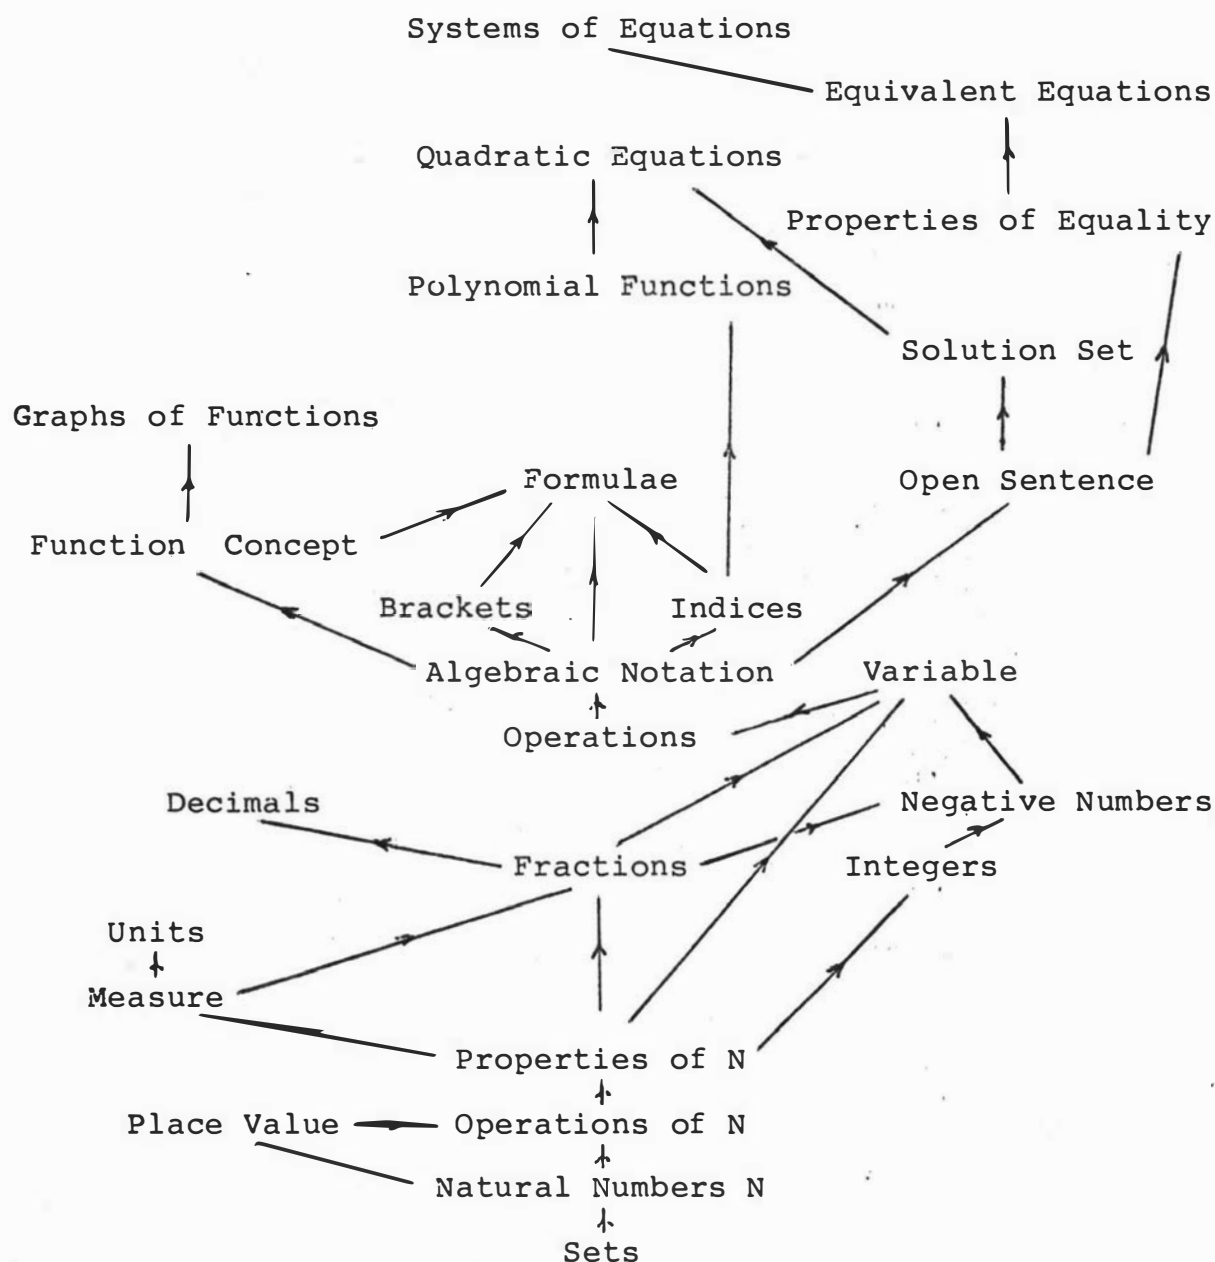 Systems of Equations
Equivalent Equations
Quadratic Equations
Properties of Equality
Polynomial Functions
Solution Set
Graphs of Functions
Formulae
Open Sentence
Function Concept
Brackets
Indices
Algebraic Notation
Variable
Operations
Decimals
Negative Numbers
Fractions
Integers
Units
Measure
Properties of N
Place Value
Operations of N
Natural Numbers N
Sets